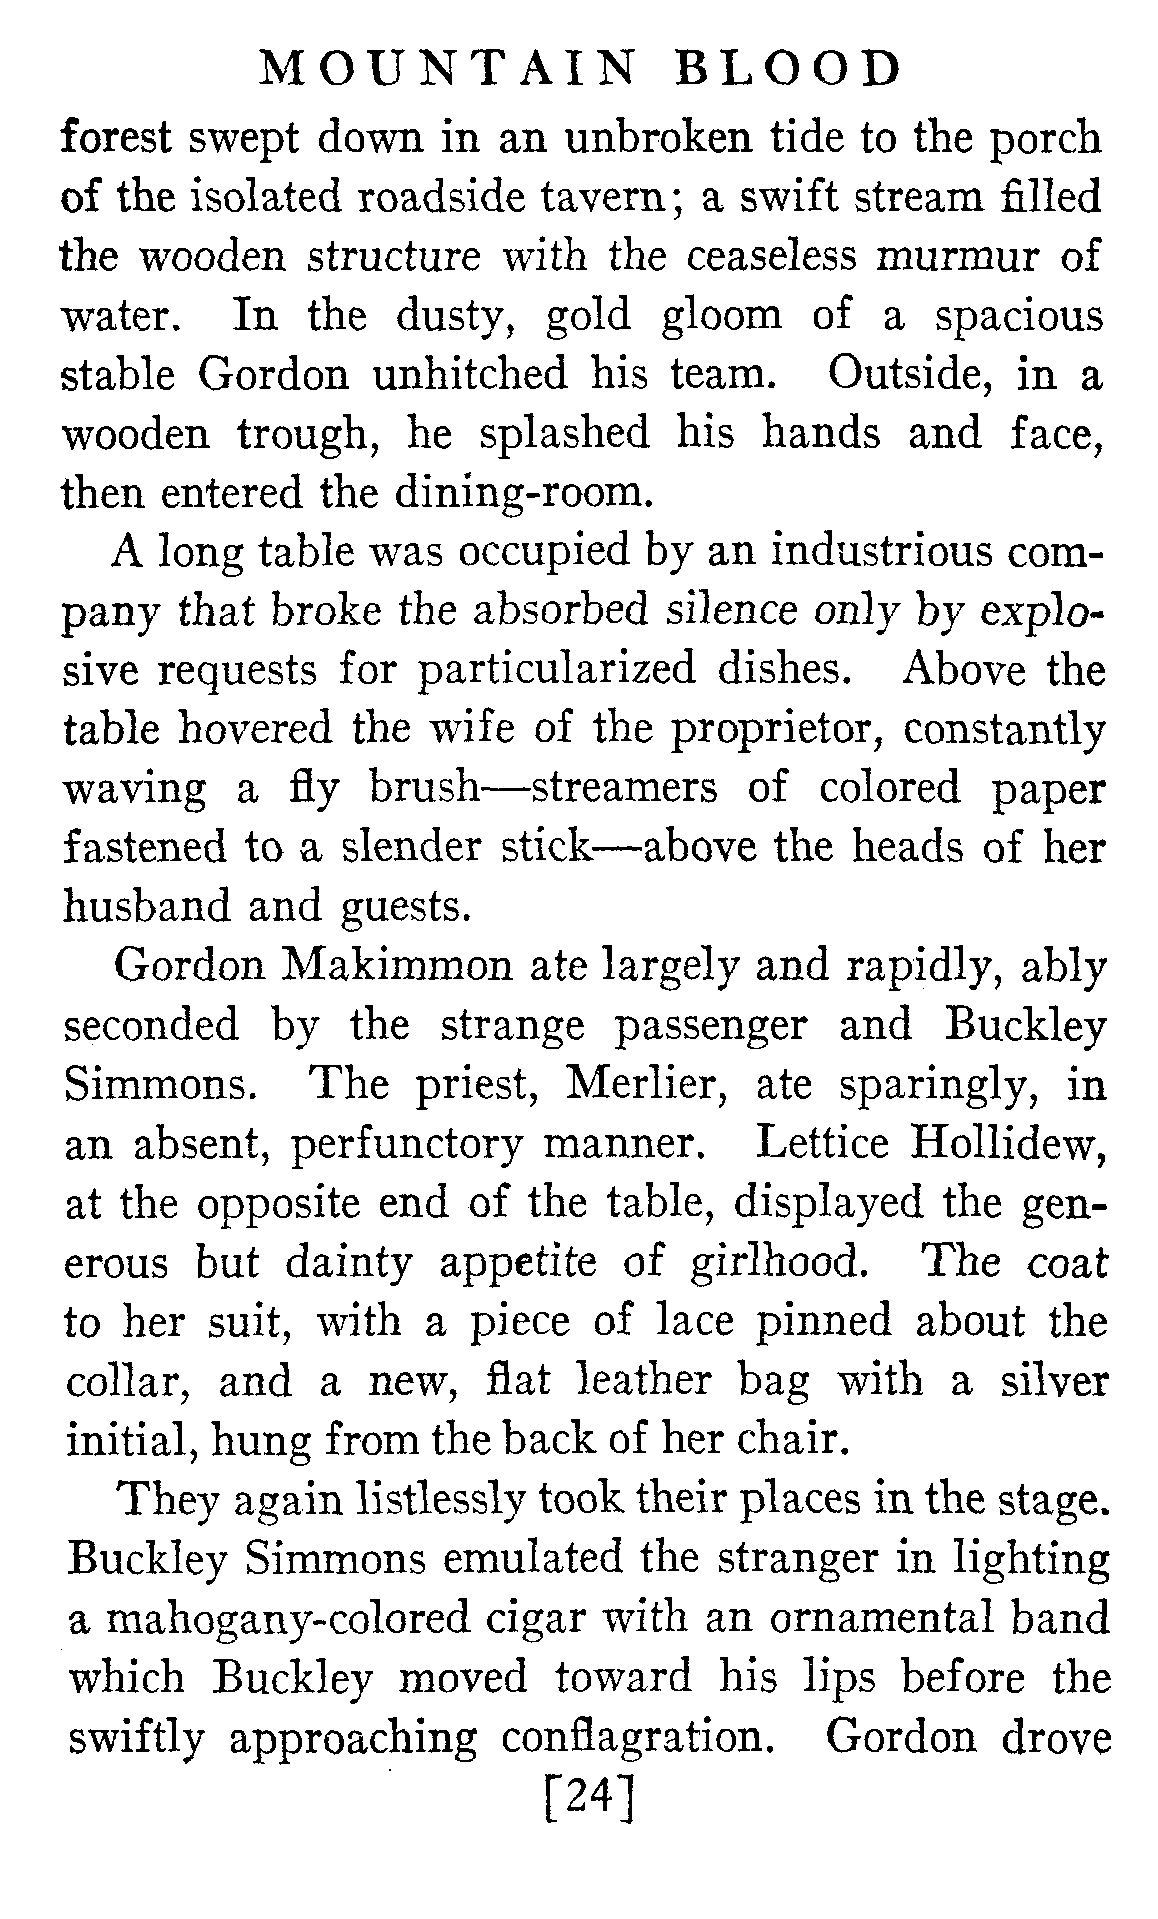 MOUNTAIN BLOOD
forest swept down in an unbroken tide to the porch
of the isolated roadside tavern; a swift stream filled
the wooden structure with the ceaseless murmur of
water. In the dusty, gold gloom of a spacious
stable Gordon unhitched his team. Outside, in a
wooden trough, he splashed his hands and face,
then entered the dining-room.
A long table was occupied by an industrious com-
pany that broke the absorbed silence only by explo-
sive requests for particularized dishes. Above the
table hovered the wife of the proprietor, constantly
waving a fly brush—streamers of colored paper
fastened to a slender stick—above the heads of her
husband and guests.
Gordon Makimmon ate largely and rapidly, ably
seconded by the strange passenger and Buckley
Simmons. The priest, Merlier, ate sparingly, in
an absent, perfunctory manner. Lettice Hollidew,
at the opposite end of the table, displayed the gen-
erous but dainty appetite of girlhood. The coat
to her suit, with a piece of lace pinned about the
collar, and a new, flat leather bag with a silver
initial, hung from the back of her chair.
They again listlessly took their places in the stage.
Buckley Simmons emulated the stranger in lighting
a mahogany-colored cigar with an ornamental band
which Buckley moved toward his lips before the
swiftly approaching conflagration. Gordon drove
[24]